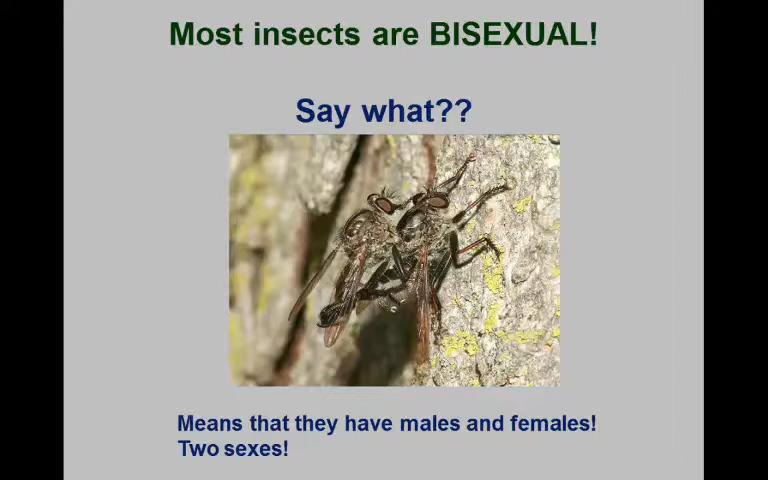 Most insects are BISEXUAL!
Say what??
Means that they have males and females!
Two sexes!